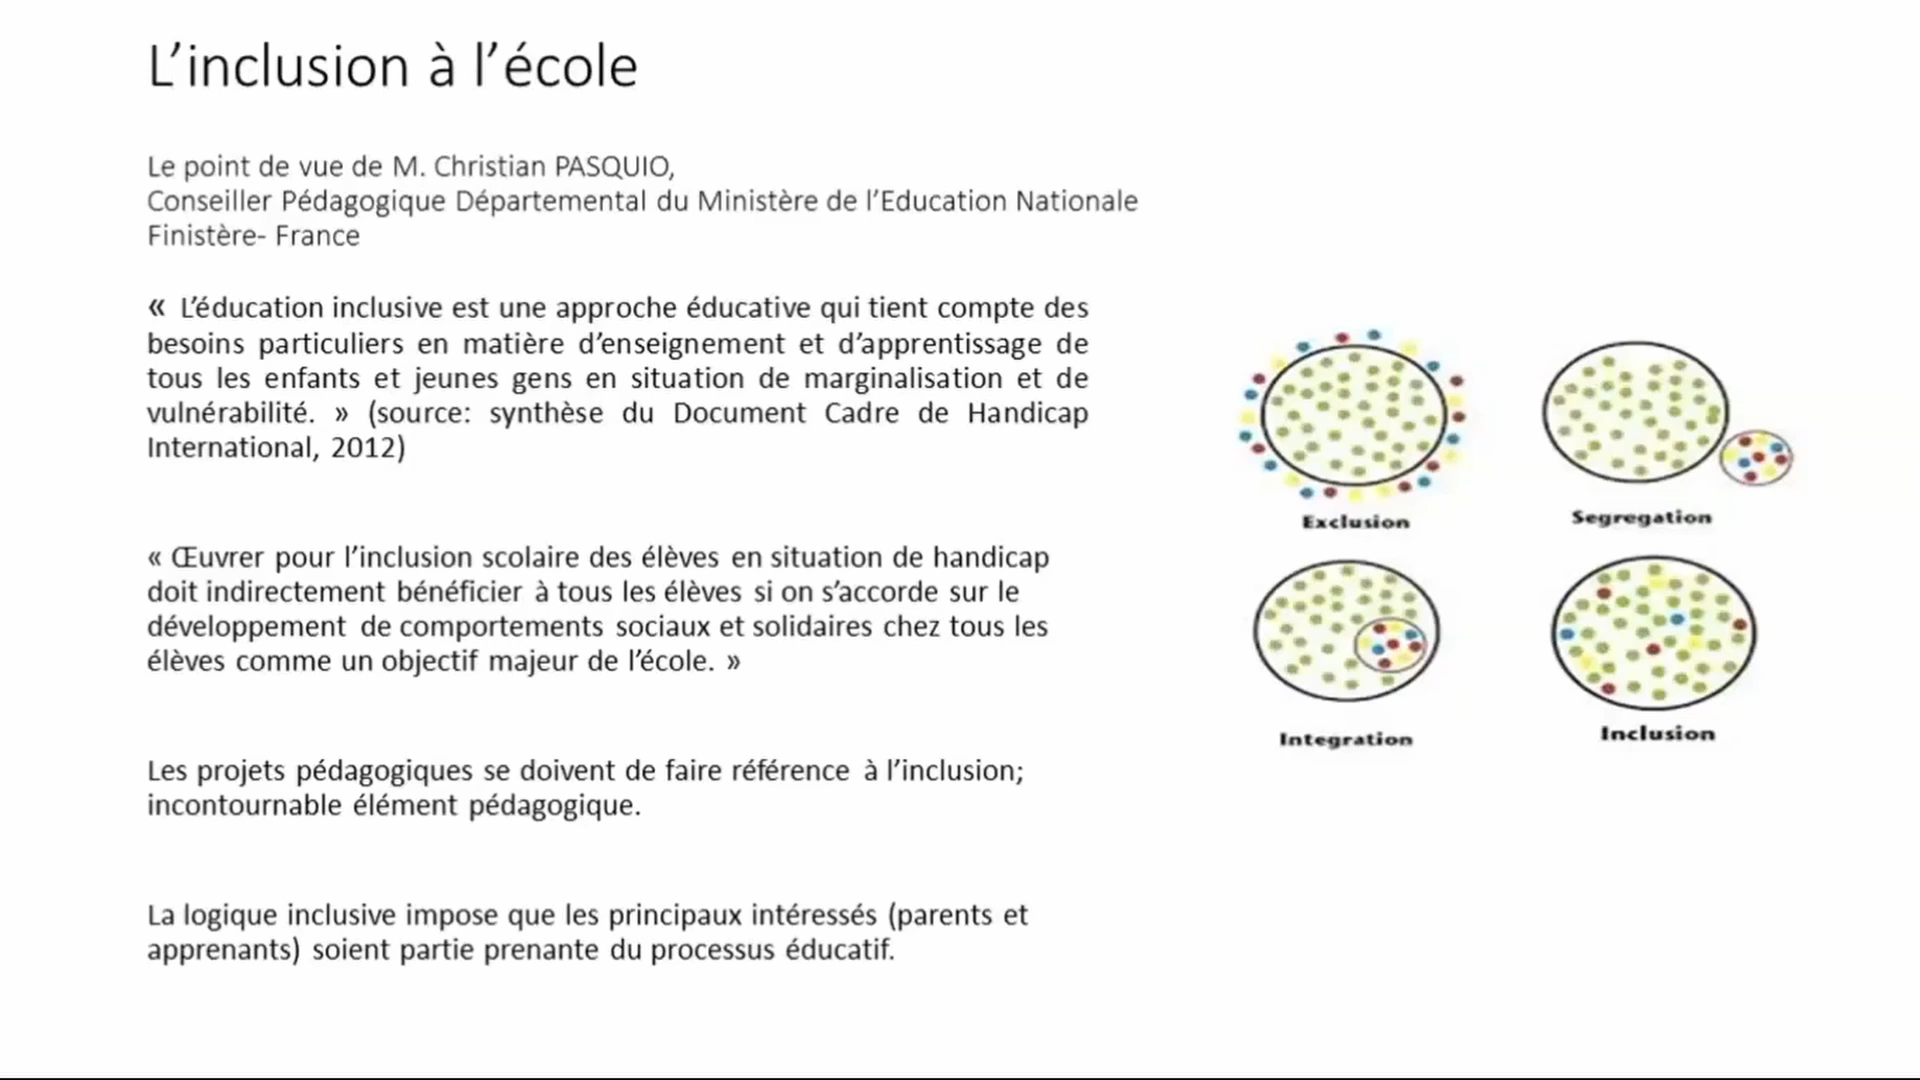 L’inclusion à l’école
Le point de vue de M. Christian PASQUIO,
Conseiller Pédagogique Départemental du Ministère de l’Education Nationale
Finistère- France
« L’éducation inclusive est une approche éducative qui tient compte des
besoins particuliers en matière d’enseignement et d’apprentissage de
tous les enfants et jeunes gens en situation de marginalisation et de
vulnérabilité. » (source: synthèse du Document Cadre de Handicap
International, 2012)
« Œuvrer pour l’inclusion scolaire des élèves en situation de handicap
doit indirectement bénéficier à tous les élèves si on s’accorde sur le
développement de comportements sociaux et solidaires chez tous les
élèves comme un objectif majeur de l’école. »
Les projets pédagogiques se doivent de faire référence à l’inclusion;
incontournable élément pédagogique.
La logique inclusive impose que les principaux intéressés (parents et
apprenants) soient partie prenante du processus éducatif.
Exclusion
Segregation
Integration
Inclusion